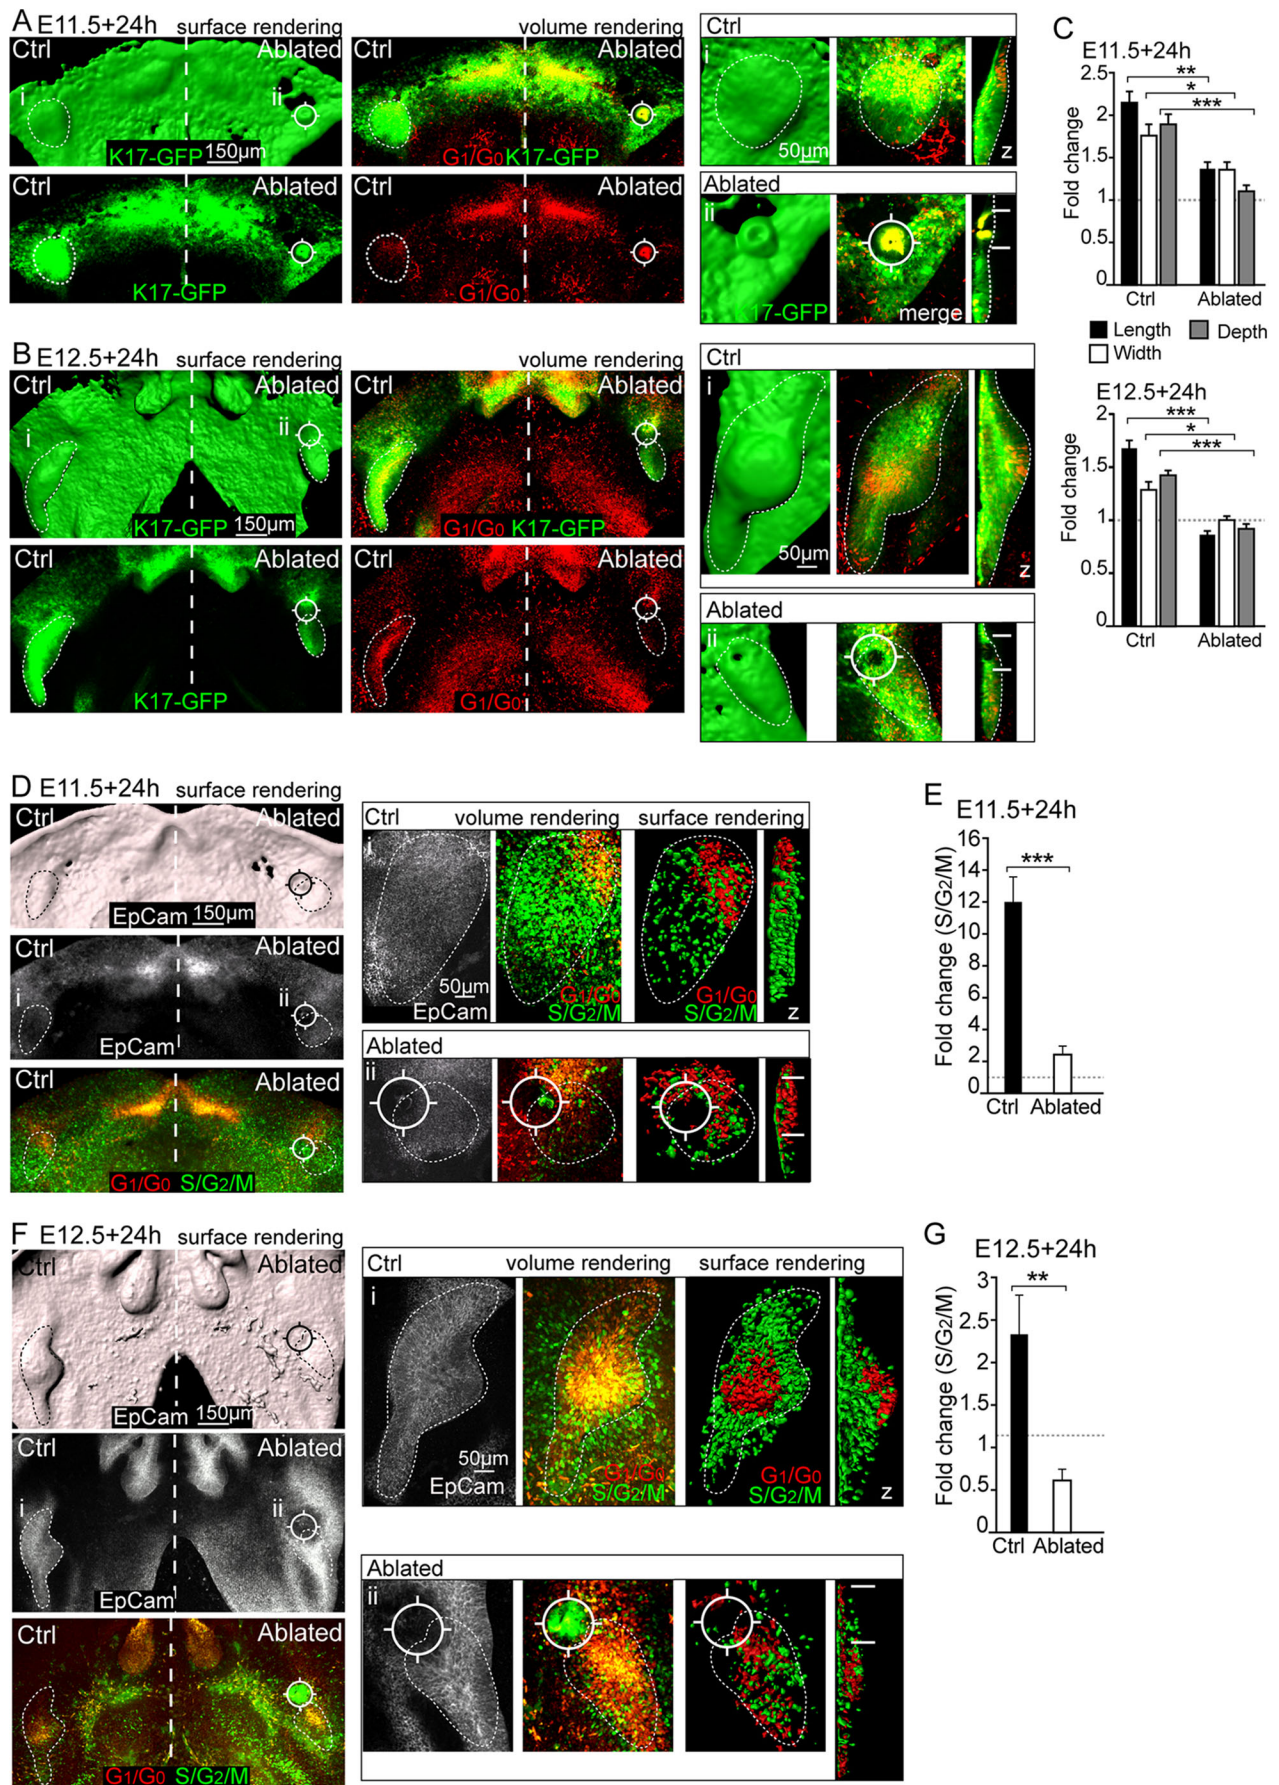 A E11.5+24h surface rendering volume rendering
Ctrl Ablated Ctrl Ablated
i ii
K17-GFP 150µm G1/G0 K17-GFP
Ctrl Ablated Ctrl Ablated
K17-GFP G1/G0
Ctrl
i
50µm z
Ablated
ii
17-GFP merge
B E12.5+24h surface rendering volume rendering
Ctrl Ablated Ctrl Ablated
i ii
K17-GFP 150µm G1/G0 K17-GFP
Ctrl Ablated Ctrl Ablated
K17-GFP G1/G0
Ctrl
i
50µm z
Ablated
ii
C
E11.5+24h
2.5
2
1.5
1
0.5
0
Fold change
**
*
***
Ctrl Ablated
Length Depth
Width
E12.5+24h
2
1.5
1
0.5
0
Fold change
***
*
***
Ctrl Ablated
D E11.5+24h surface rendering
Ctrl Ablated
EpCam 150µm
Ctrl Ablated
i ii
EpCam
Ctrl Ablated
G1/G0 S/G2/M
Ctrl volume rendering surface rendering
i
50µm
EpCam
G1/G0
S/G2/M
G1/G0
S/G2/M
z
Ablated
ii
E
E11.5+24h
16
14
12
10
8
6
4
2
0
Fold change (S/G2/M)
***
Ctrl Ablated
F E12.5+24h surface rendering
Ctrl Ablated
EpCam 150µm
Ctrl Ablated
i ii
EpCam
Ctrl Ablated
G1/G0 S/G2/M
Ctrl volume rendering surface rendering
i
50µm
EpCam
G1/G0
S/G2/M
G1/G0
S/G2/M
z
Ablated
ii
G
E12.5+24h
3
2.5
2
1
0.5
0
Fold change (S/G2/M)
**
Ctrl Ablated